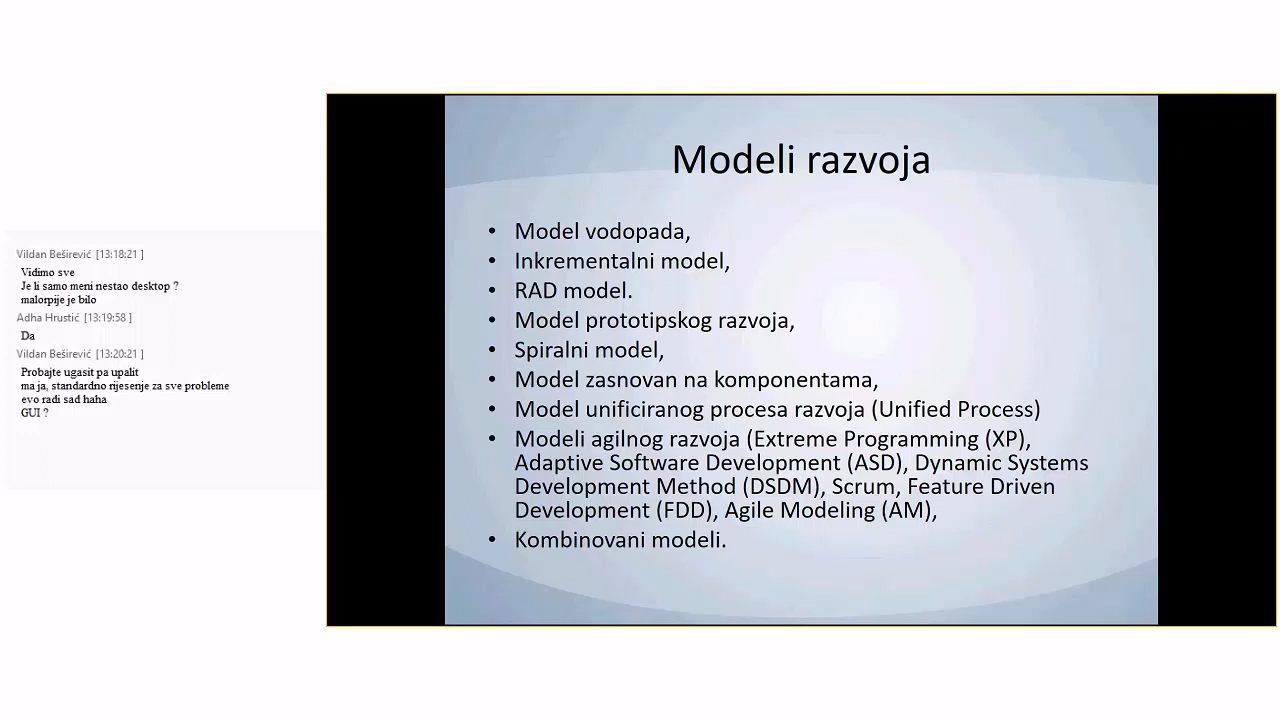 Vildan Beširević [13:18:21 ]
Vidimo sve
Je li samo meni nestao desktop ?
malorpije je bilo
Adha Hrustić [13:19:58 ]
Da
Vildan Beširević [13:20:21 ]
Probajte ugasit pa upalit
ma ja, standardno rijesenje za sve probleme
evo radi sad haha
GUI ?
Modeli razvoja
• Model vodopada,
• Inkrementalni model,
• RAD model.
• Model prototipskog razvoja,
• Spiralni model,
• Model zasnovan na komponentama,
• Model unificiranog procesa razvoja (Unified Process)
• Modeli agilnog razvoja (Extreme Programming (XP),
Adaptive Software Development (ASD), Dynamic Systems
Development Method (DSDM), Scrum, Feature Driven
Development (FDD), Agile Modeling (AM),
• Kombinovani modeli.